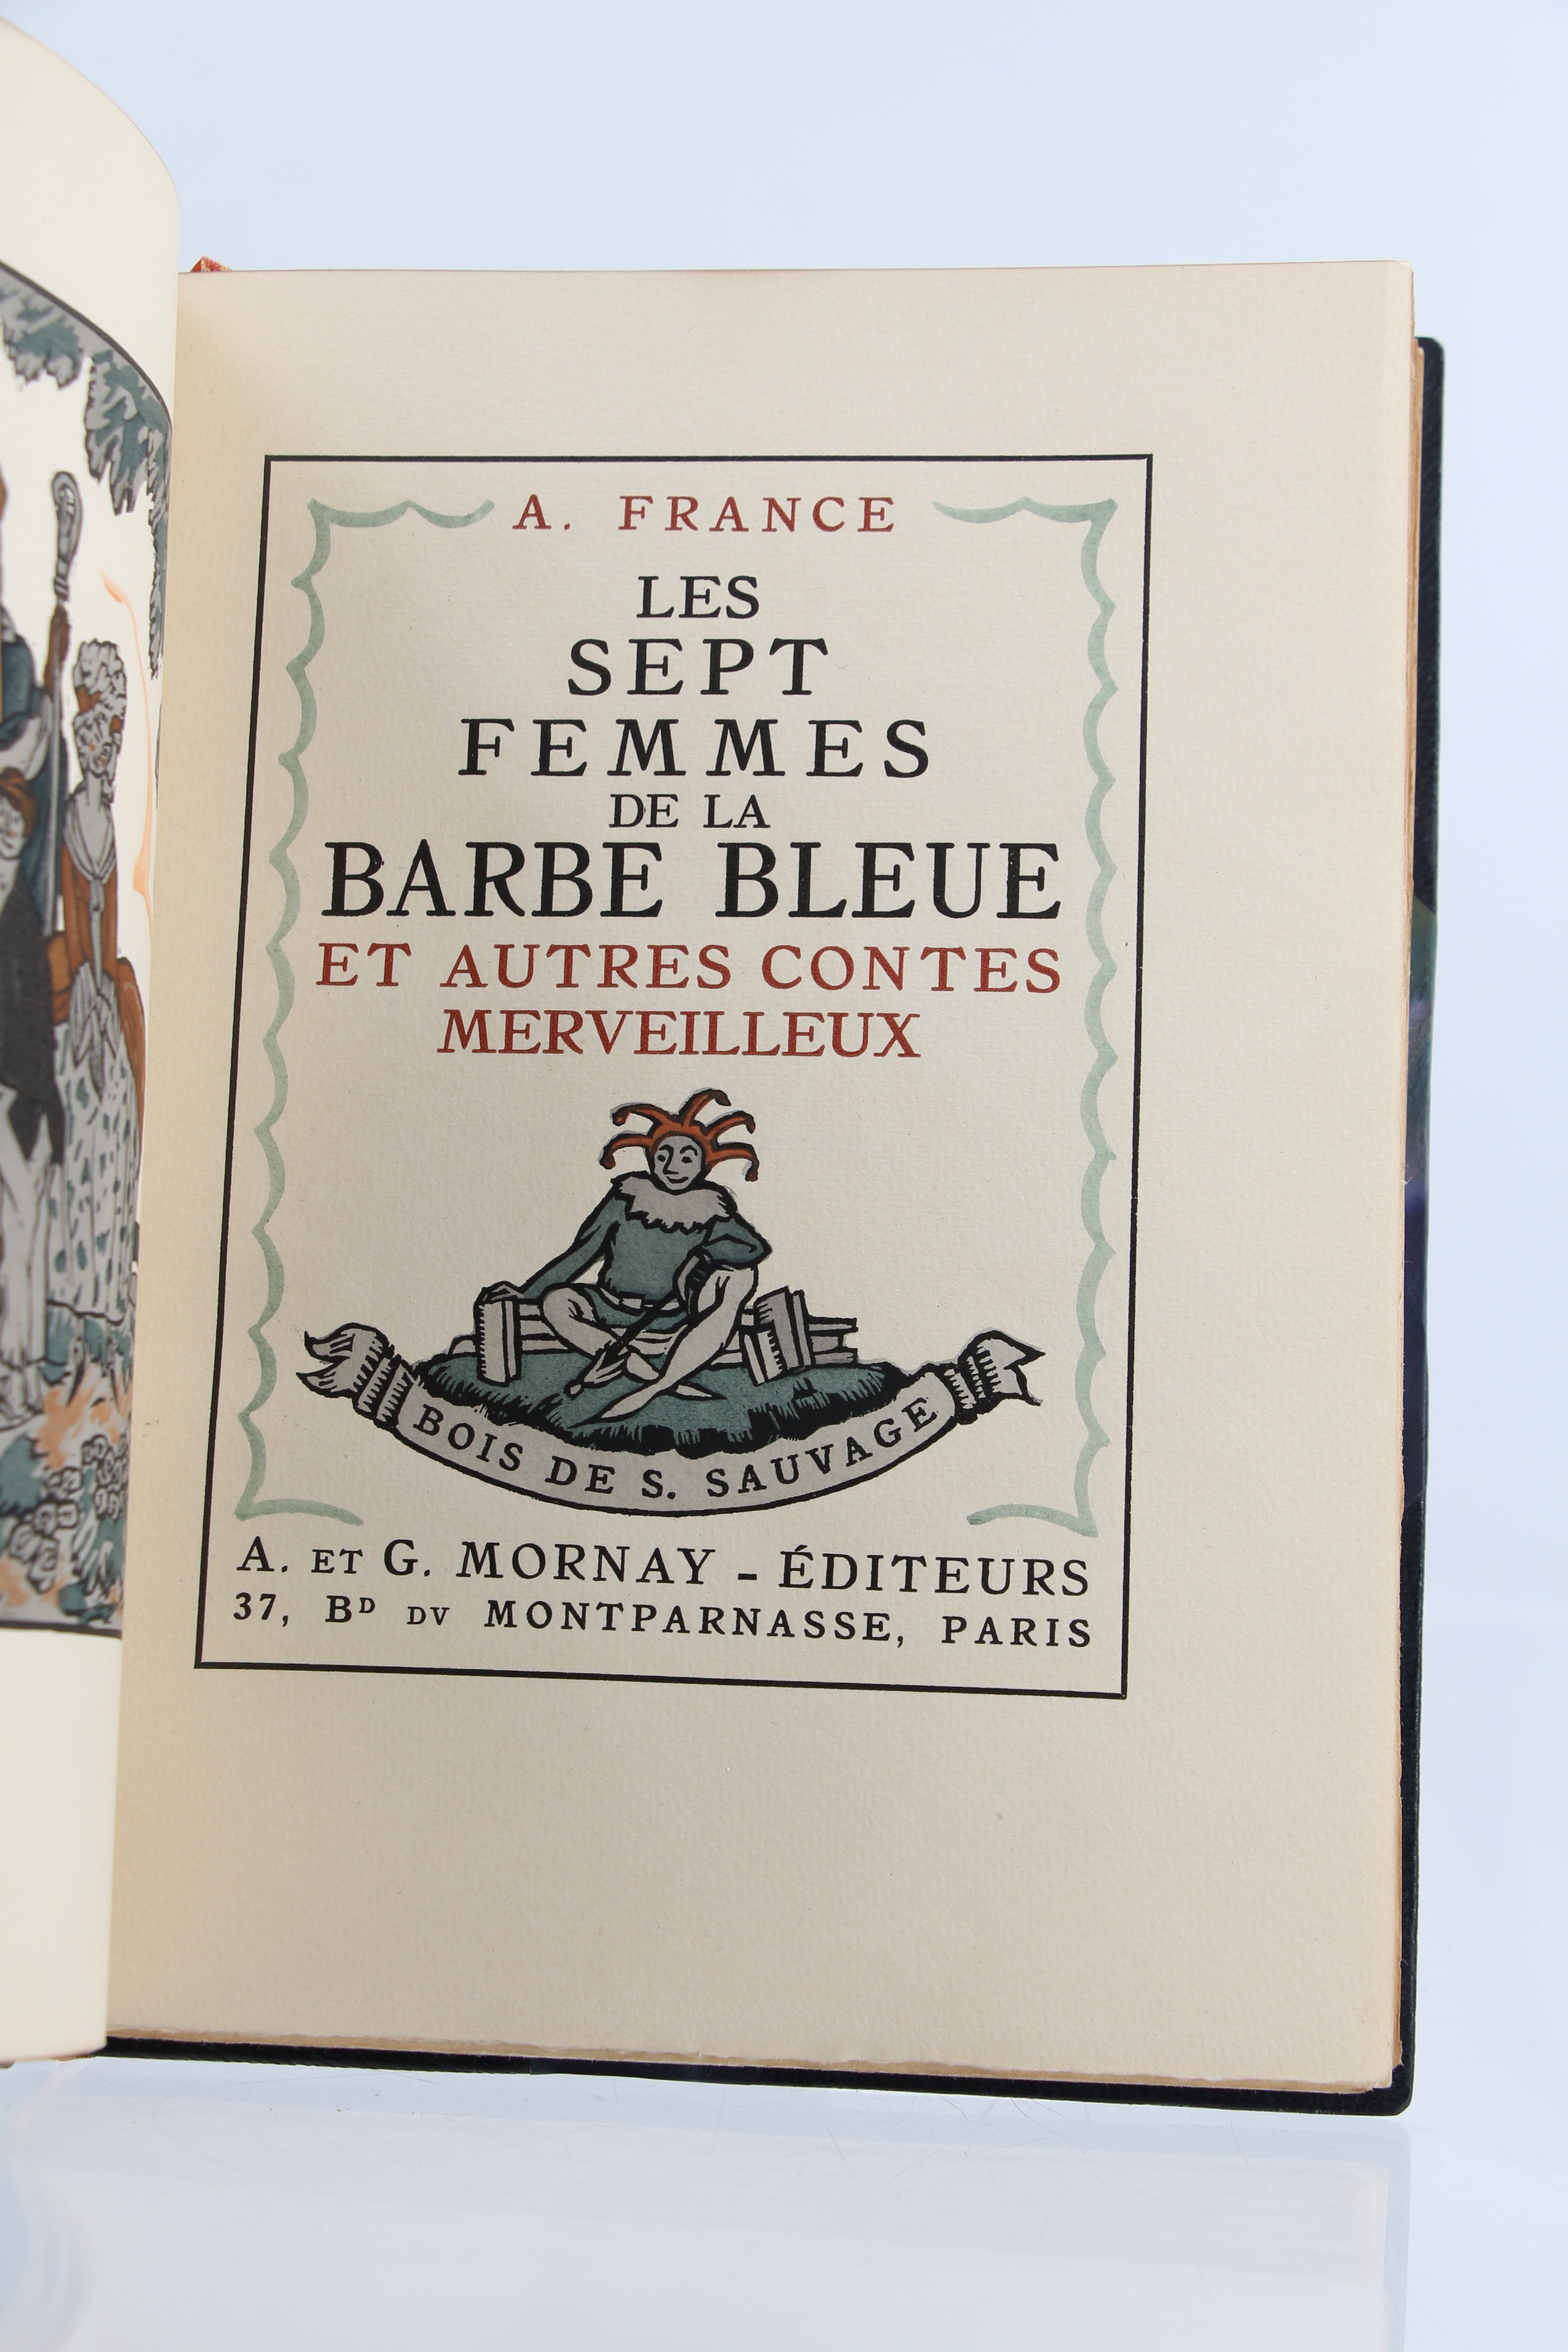 A. FRANCE
LES
SEPT
FEMMES
DE LA
BARBE BLEUE
ET AUTRES CONTES
MERVEILLEUX
BOIS DE S. SAUVAGE
A. ET G. MORNAY - ÉDITEURS
37, BD DV MONTPARNASSE, PARIS